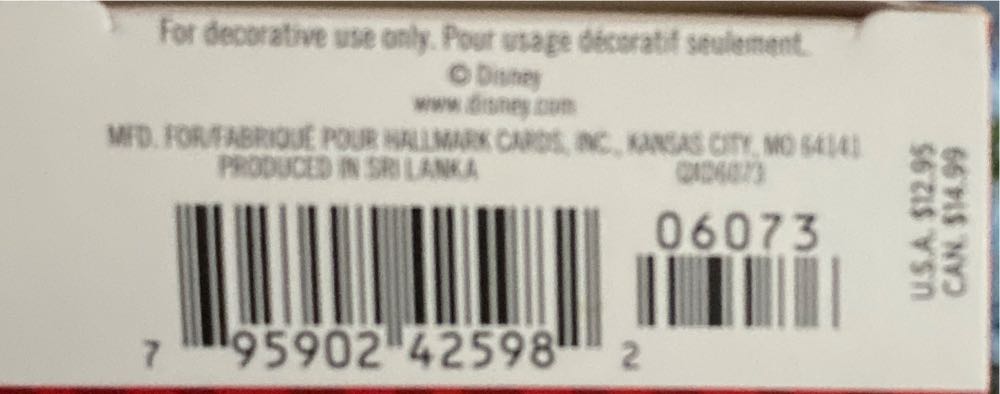 For decorative use only. Pour usage décoratif seulement.
© Disney
www.disney.com
MFD. FOR/FABRIQUÉ POUR HALLMARK CARDS, INC., KANSAS CITY, MO 64141
PRODUCED IN SRI LANKA
06073
7 95902 42598 2
U.S.A. $12.95
CAN. $14.99